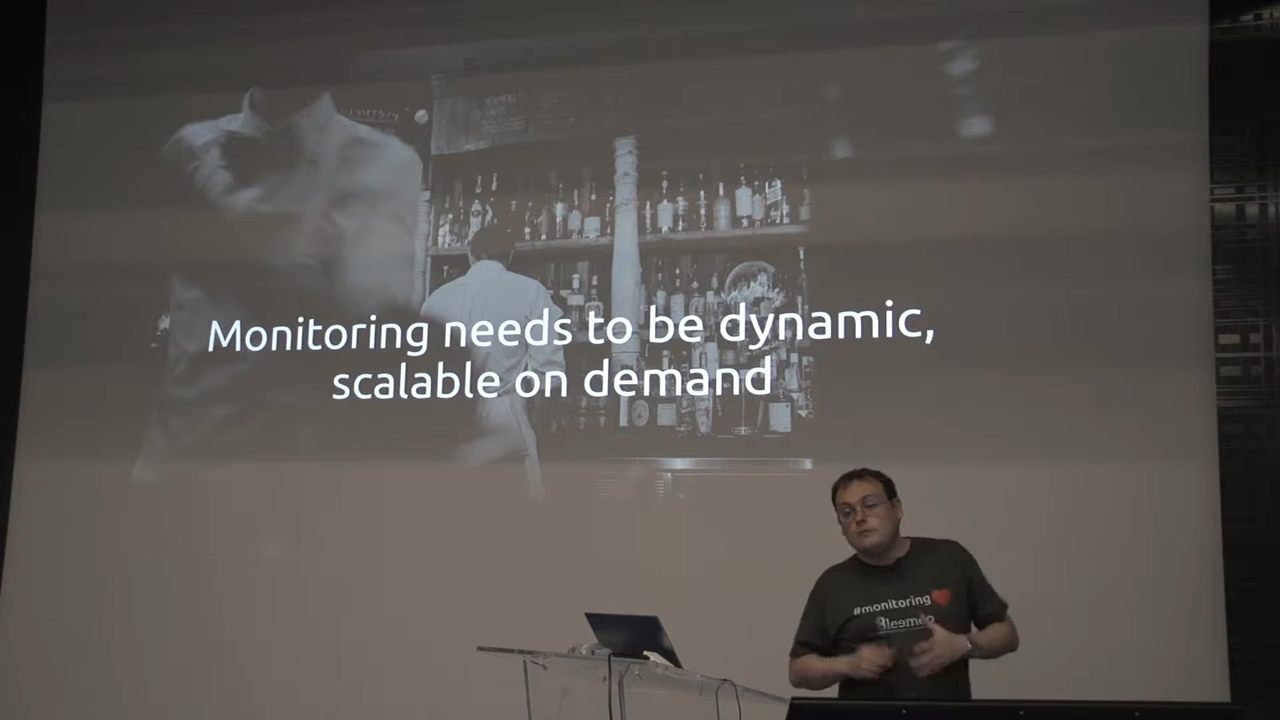 Monitoring needs to be dynamic,
scalable on demand
#monitoring